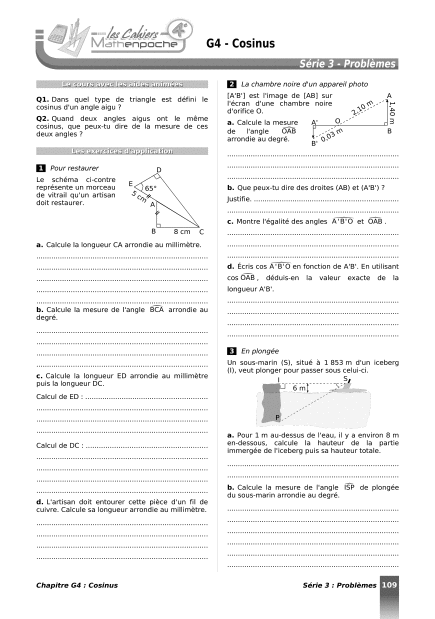 les Cahiers
Mathenpoche
4e
G4 - Cosinus
Série 3 - Problèmes
Le cours avec les aides animées
Q1. Dans quel type de triangle est défini le
cosinus d'un angle aigu ?
Q2. Quand deux angles aigus ont le même
cosinus, que peux-tu dire de la mesure de ces
deux angles ?
Les exercices d'application
1 Pour restaurer
Le schéma ci-contre
représente un morceau
de vitrail qu'un artisan
doit restaurer.
D
E
65°
5 cm
A
B
8 cm
C
a. Calcule la longueur CA arrondie au millimètre.
b. Calcule la mesure de l'angle BCA arrondie au
degré.
c. Calcule la longueur ED arrondie au millimètre
puis la longueur DC.
Calcul de ED :
Calcul de DC :
d. L'artisan doit entourer cette pièce d'un fil de
cuivre. Calcule sa longueur arrondie au millimètre.
2 La chambre noire d'un appareil photo
[A'B'] est l'image de [AB] sur
l'écran d'une chambre noire
d'orifice O.
a. Calcule la mesure
de l'angle OAB
arrondie au degré.
A
2,10 m
1,40 m
A'
O
B
0,03 m
B'
b. Que peux-tu dire des droites (AB) et (A'B') ?
Justifie.
c. Montre l'égalité des angles A'B'O et OAB .
d. Écris cos A'B'O en fonction de A'B'. En utilisant
cos OAB , déduis-en la valeur exacte de la
longueur A'B'.
3 En plongée
Un sous-marin (S), situé à 1 853 m d'un iceberg
(I), veut plonger pour passer sous celui-ci.
I
S
6 m
P
a. Pour 1 m au-dessus de l'eau, il y a environ 8 m
en-dessous, calcule la hauteur de la partie
immergée de l'iceberg puis sa hauteur totale.
b. Calcule la mesure de l'angle ISP de plongée
du sous-marin arrondie au degré.
Chapitre G4 : Cosinus
Série 3 : Problèmes 109